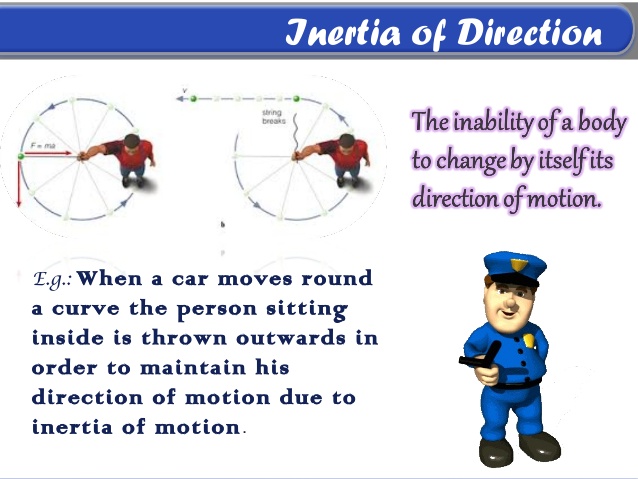 Inertia of Direction
v
string
breaks
F = ma
b
The inability of a body
to change by itself its
direction of motion.
E.g.: When a car moves round
a curve the person sitting
inside is thrown outwards in
order to maintain his
direction of motion due to
inertia of motion.